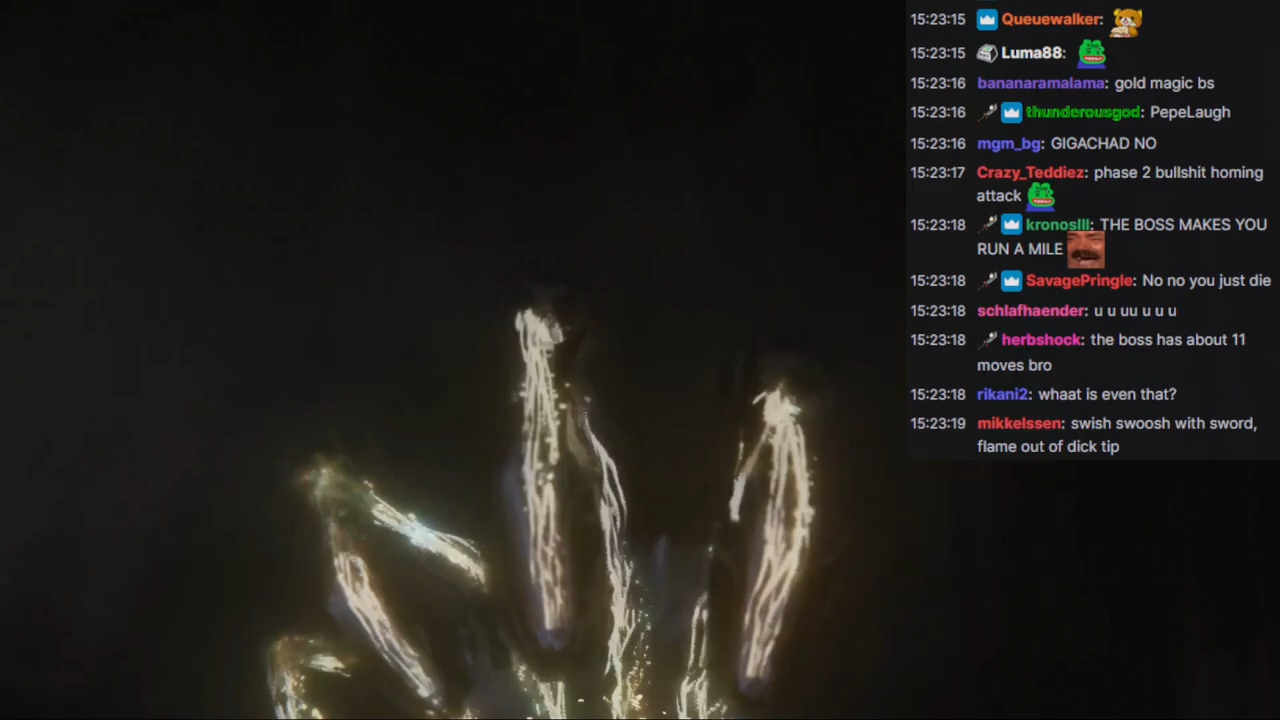 15:23:15 Queuewalker:
15:23:15 Luma88:
15:23:16 bananaramalama: gold magic bs
15:23:16 thunderousgod: PepeLaugh
15:23:16 mgm_bg: GIGACHAD NO
15:23:17 Crazy_Teddiez: phase 2 bullshit homing
attack
15:23:18 kronoslll: THE BOSS MAKES YOU
RUN A MILE
15:23:18 SavagePringle: No no you just die
15:23:18 schlafhaender: u u uu u u u
15:23:18 herbshock: the boss has about 11
moves bro
15:23:18 rikani2: whaat is even that?
15:23:19 mikkelssen: swish swoosh with sword,
flame out of dick tip